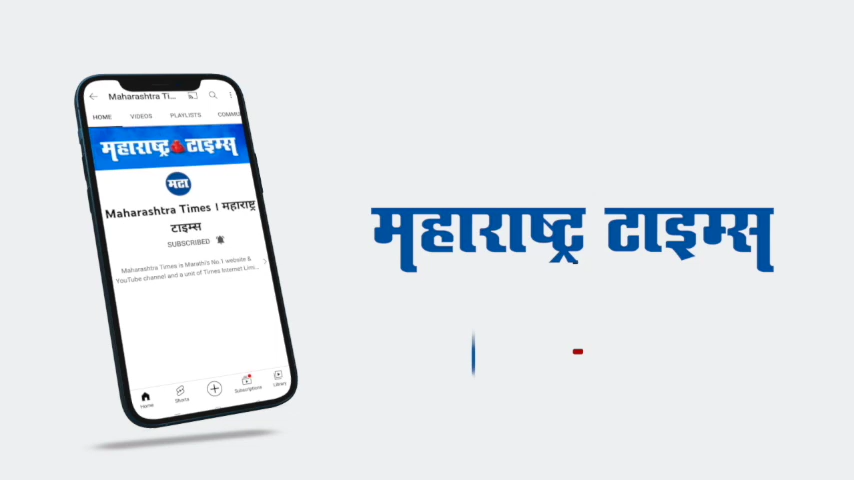 Maharashtra Ti...
HOME VIDEOS PLAYLISTS COMMU
महाराष्ट्र टाइम्स
मटा
Maharashtra Times । महाराष्ट्र
टाइम्स
SUBSCRIBED
Maharashtra Times is Marathi's No.1 website &
YouTube channel and a unit of Times Internet Limi...
Home Shorts Subscriptions Library
महाराष्ट्र टाइम्स